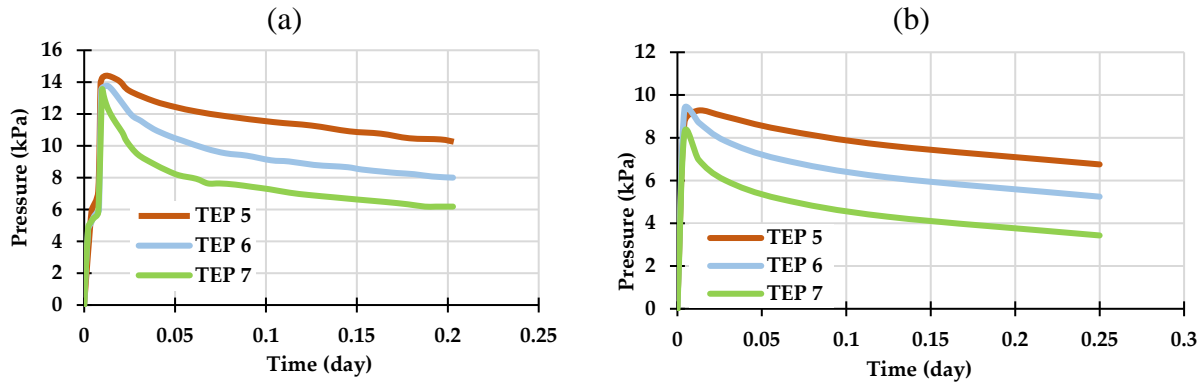 (a)
16
14
12
10
8
6
4
2
0
Pressure (kPa)
TEP 5
TEP 6
TEP 7
0 0.05 0.1 0.15 0.2 0.25
Time (day)
(b)
12
10
8
6
4
2
0
Pressure (kPa)
TEP 5
TEP 6
TEP 7
0 0.05 0.1 0.15 0.2 0.25 0.3
Time (day)